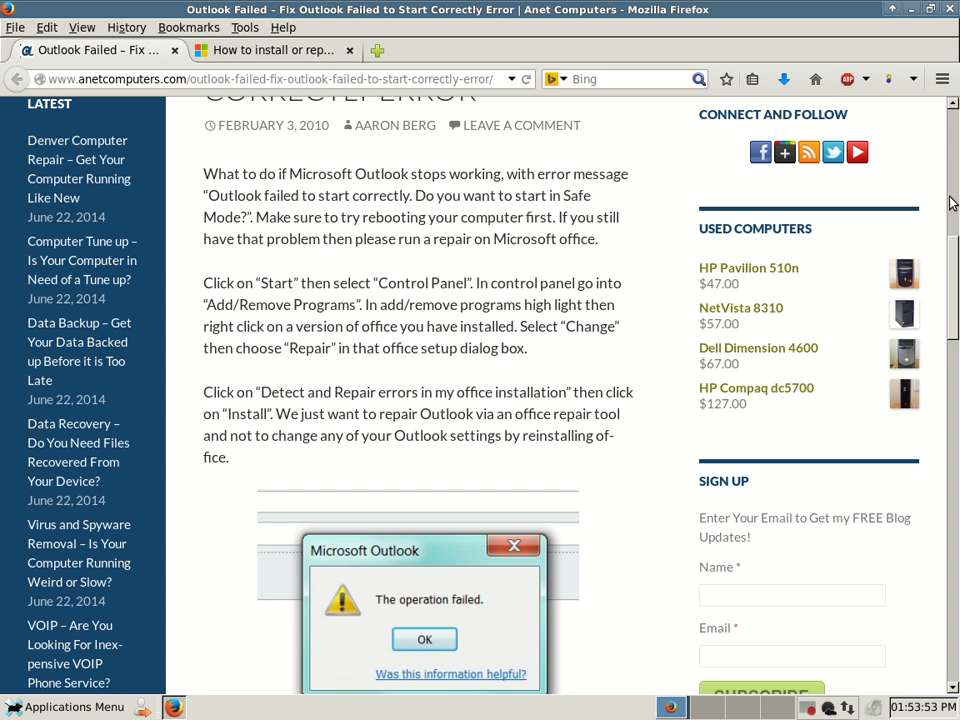 Outlook Failed – Fix Outlook Failed to Start Correctly Error | Anet Computers - Mozilla Firefox
File Edit View History Bookmarks Tools Help
Outlook Failed – Fix ... × How to install or rep... ×
www.anetcomputers.com/outlook-failed-fix-outlook-failed-to-start-correctly-error/ Bing ABP
LATEST
Denver Computer
Repair – Get Your
Computer Running
Like New
June 22, 2014
Computer Tune up –
Is Your Computer in
Need of a Tune up?
June 22, 2014
Data Backup – Get
Your Data Backed
up Before it is Too
Late
June 22, 2014
Data Recovery –
Do You Need Files
Recovered From
Your Device?
June 22, 2014
Virus and Spyware
Removal – Is Your
Computer Running
Weird or Slow?
June 22, 2014
VOIP – Are You
Looking For Inex-
pensive VOIP
Phone Service?
CORRECTLY ERROR
FEBRUARY 3, 2010 AARON BERG LEAVE A COMMENT
What to do if Microsoft Outlook stops working, with error message
“Outlook failed to start correctly. Do you want to start in Safe
Mode?”. Make sure to try rebooting your computer first. If you still
have that problem then please run a repair on Microsoft office.
Click on “Start” then select “Control Panel”. In control panel go into
“Add/Remove Programs”. In add/remove programs high light then
right click on a version of office you have installed. Select “Change”
then choose “Repair” in that office setup dialog box.
Click on “Detect and Repair errors in my office installation” then click
on “Install”. We just want to repair Outlook via an office repair tool
and not to change any of your Outlook settings by reinstalling of-
fice.
Microsoft Outlook
The operation failed.
OK
Was this information helpful?
CONNECT AND FOLLOW
USED COMPUTERS
HP Pavilion 510n
$47.00
NetVista 8310
$57.00
Dell Dimension 4600
$67.00
HP Compaq dc5700
$127.00
SIGN UP
Enter Your Email to Get my FREE Blog
Updates!
Name *
Email *
SUBSCRIBE
Applications Menu 01:53:53 PM